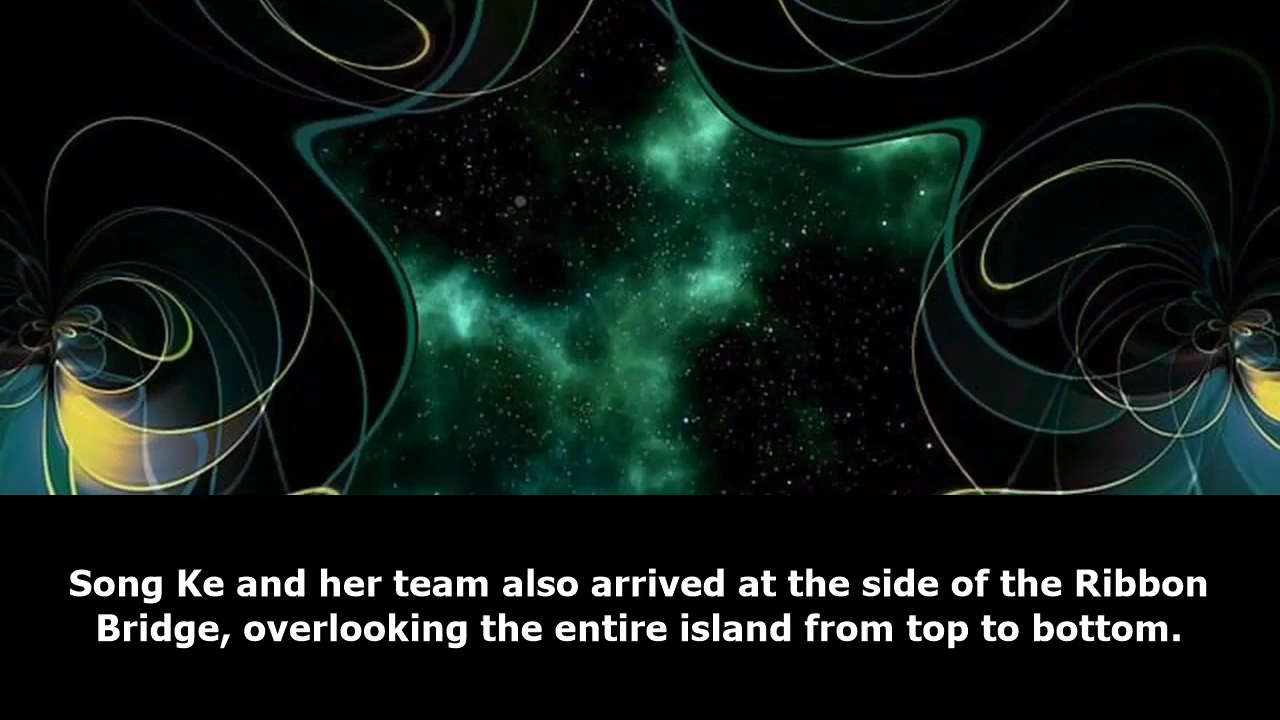 Song Ke and her team also arrived at the side of the Ribbon
Bridge, overlooking the entire island from top to bottom.